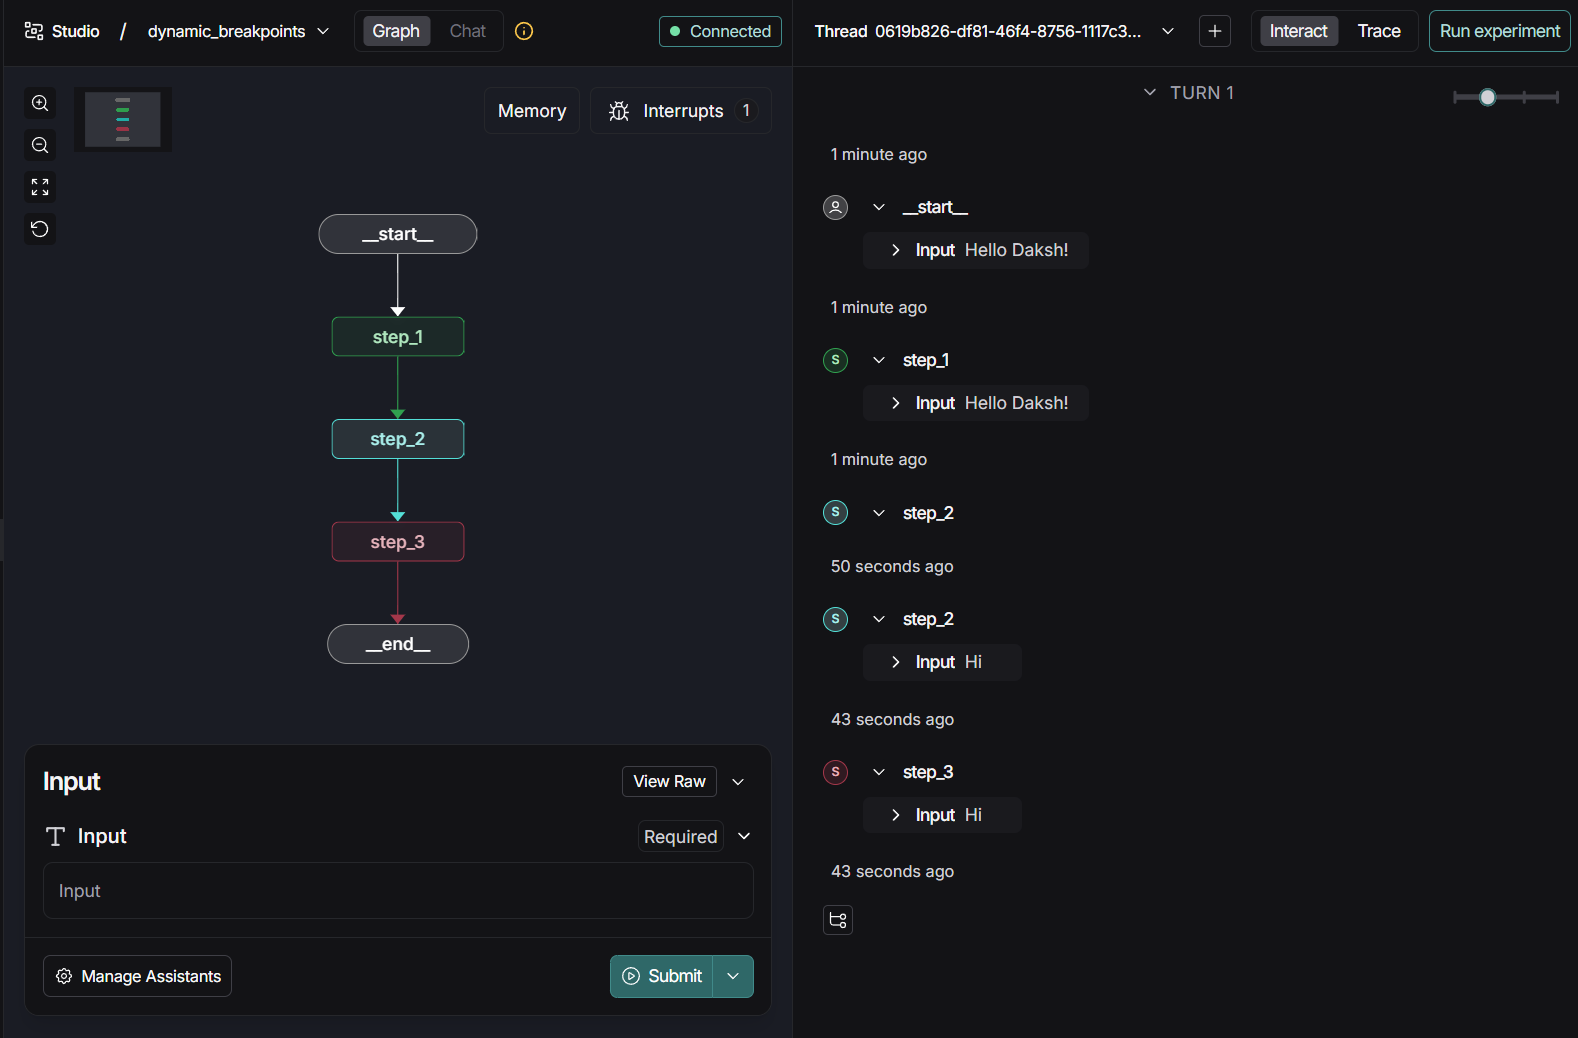 Studio / dynamic_breakpoints Graph Chat Connected
Memory Interrupts 1
__start__
step_1
step_2
step_3
__end__
Input View Raw
Input Required
Input
Manage Assistants Submit
Thread 0619b826-df81-46f4-8756-1117c3... + Interact Trace Run experiment
TURN 1
1 minute ago
__start__
Input Hello Daksh!
1 minute ago
S step_1
Input Hello Daksh!
1 minute ago
S step_2
50 seconds ago
S step_2
Input Hi
43 seconds ago
S step_3
Input Hi
43 seconds ago